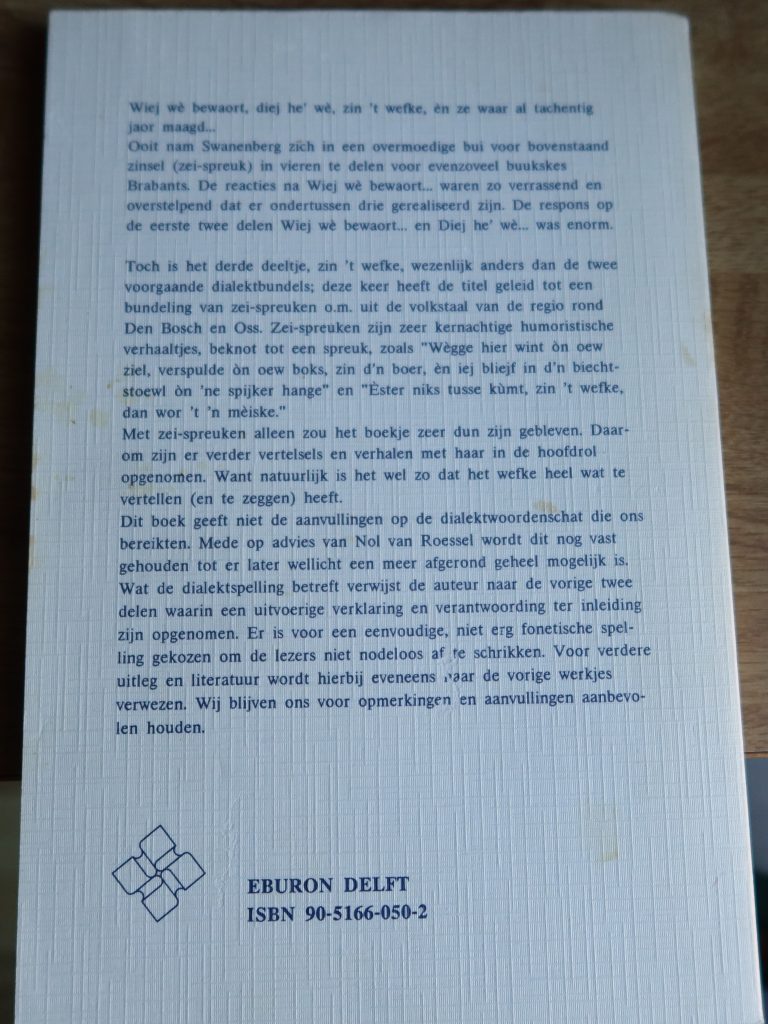 Wiej wè bewaort, diej he' wè, zin 't wefke, èn ze waar al tachentig
jaor maagd...
Ooit nam Swanenberg zich in een overmoedige bui voor bovenstaand
zinsel (zei-spreuk) in vieren te delen voor evenzoveel buukskes
Brabants. De reacties na Wiej wè bewaort... waren zo verrassend en
overstelpend dat er ondertussen drie gerealiseerd zijn. De respons op
de eerste twee delen Wiej wè bewaort... en Diej he' wè... was enorm.
Toch is het derde deeltje, zin 't wefke, wezenlijk anders dan de twee
voorgaande dialektbundels; deze keer heeft de titel geleid tot een
bundeling van zei-spreuken o.m. uit de volkstaal van de regio rond
Den Bosch en Oss. Zei-spreuken zijn zeer kernachtige humoristische
verhaaltjes, beknot tot een spreuk, zoals "Wègge hier wint òn oew
ziel, verspulde òn oew boks, zin d'n boer, èn iej bliejf in d'n biecht-
stoewl òn 'ne spijker hange" en "Èster niks tusse kùmt, zin 't wefke,
dan wor 't 'n mèiske."
Met zei-spreuken alleen zou het boekje zeer dun zijn gebleven. Daar-
om zijn er verder vertelsels en verhalen met haar in de hoofdrol
opgenomen. Want natuurlijk is het wel zo dat het wefke heel wat te
vertellen (en te zeggen) heeft.
Dit boek geeft niet de aanvullingen op de dialektwoordenschat die ons
bereikten. Mede op advies van Nol van Roessel wordt dit nog vast
gehouden tot er later wellicht een meer afgerond geheel mogelijk is.
Wat de dialektspelling betreft verwijst de auteur naar de vorige twee
delen waarin een uitvoerige verklaring en verantwoording ter inleiding
zijn opgenomen. Er is voor een eenvoudige, niet erg fonetische spel-
ling gekozen om de lezers niet nodeloos af te schrikken. Voor verdere
uitleg en literatuur wordt hierbij eveneens naar de vorige werkjes
verwezen. Wij blijven ons voor opmerkingen en aanvullingen aanbevo-
len houden.
EBURON DELFT
ISBN 90-5166-050-2